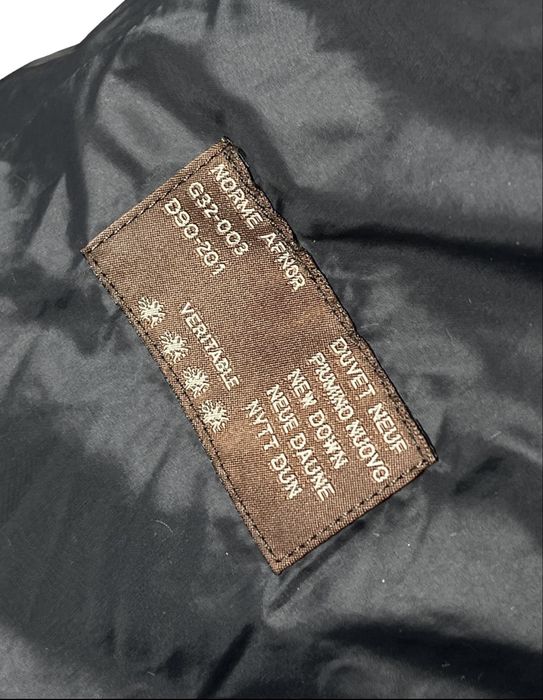 NORME AFNOR
G32-003
D90-201
VERITABLE
DUVET NEUF
PIUMINO NUOVO
NEW DOWN
NEUE DAUNE
NYTT DUN